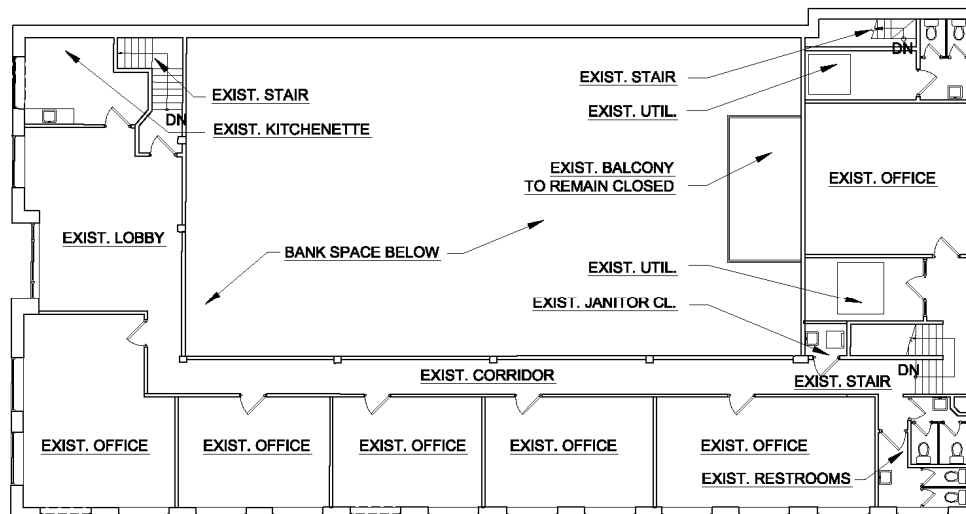 DN
EXIST. STAIR
EXIST. STAIR
EXIST. UTIL.
DN
EXIST. KITCHENETTE
EXIST. BALCONY
TO REMAIN CLOSED
EXIST. OFFICE
EXIST. LOBBY
BANK SPACE BELOW
EXIST. UTIL.
EXIST. JANITOR CL.
EXIST. CORRIDOR
EXIST. STAIR
DN
EXIST. OFFICE
EXIST. OFFICE
EXIST. OFFICE
EXIST. OFFICE
EXIST. OFFICE
EXIST. RESTROOMS